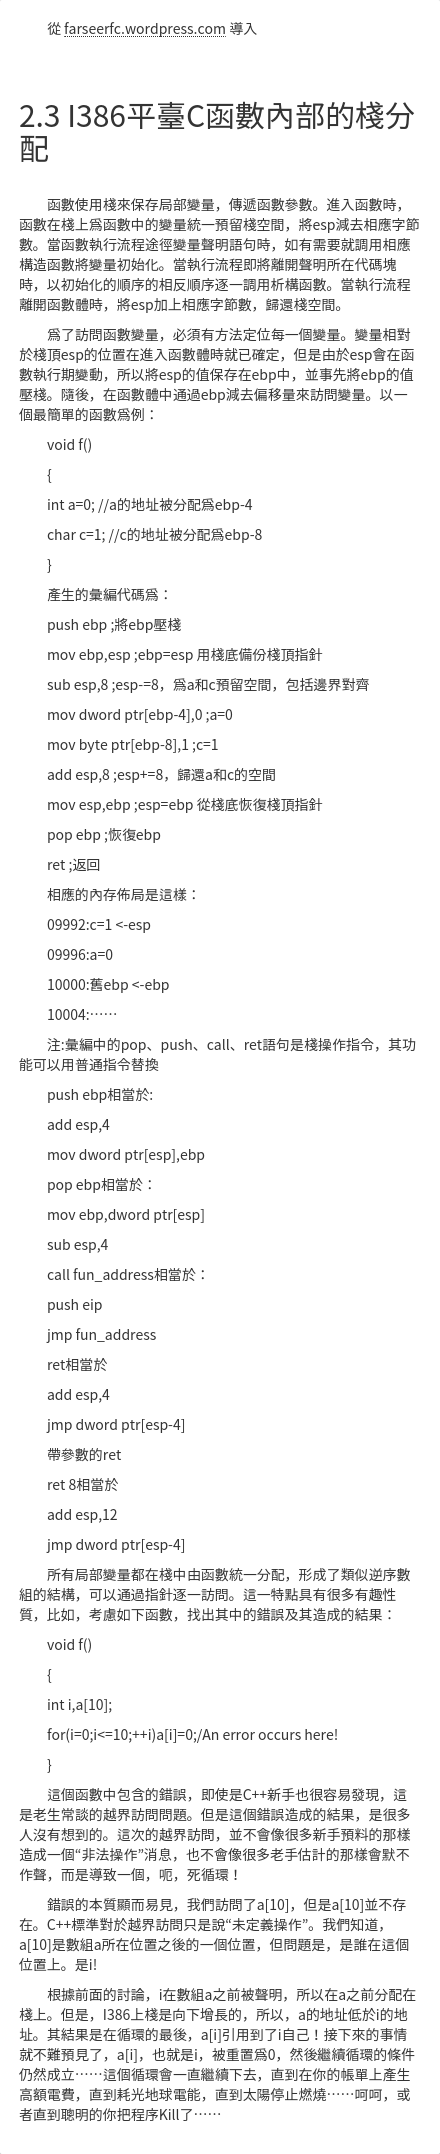 從 farseerfc.wordpress.com 導入
2.3 I386平臺C函數內部的棧分
配
函數使用棧來保存局部變量，傳遞函數參數。進入函數時，
函數在棧上爲函數中的變量統一預留棧空間，將esp減去相應字節
數。當函數執行流程途徑變量聲明語句時，如有需要就調用相應
構造函數將變量初始化。當執行流程即將離開聲明所在代碼塊
時，以初始化的順序的相反順序逐一調用析構函數。當執行流程
離開函數體時，將esp加上相應字節數，歸還棧空間。
爲了訪問函數變量，必須有方法定位每一個變量。變量相對
於棧頂esp的位置在進入函數體時就已確定，但是由於esp會在函
數執行期變動，所以將esp的值保存在ebp中，並事先將ebp的值
壓棧。隨後，在函數體中通過ebp減去偏移量來訪問變量。以一
個最簡單的函數爲例：
void f()
{
int a=0; //a的地址被分配爲ebp-4
char c=1; //c的地址被分配爲ebp-8
}
產生的彙編代碼爲：
push ebp ;將ebp壓棧
mov ebp,esp ;ebp=esp 用棧底備份棧頂指針
sub esp,8 ;esp-=8，爲a和c預留空間，包括邊界對齊
mov dword ptr[ebp-4],0 ;a=0
mov byte ptr[ebp-8],1 ;c=1
add esp,8 ;esp+=8，歸還a和c的空間
mov esp,ebp ;esp=ebp 從棧底恢復棧頂指針
pop ebp ;恢復ebp
ret ;返回
相應的內存佈局是這樣：
09992:c=1 <-esp
09996:a=0
10000:舊ebp <-ebp
10004:……
注:彙編中的pop、push、call、ret語句是棧操作指令，其功
能可以用普通指令替換
push ebp相當於:
add esp,4
mov dword ptr[esp],ebp
pop ebp相當於：
mov ebp,dword ptr[esp]
sub esp,4
call fun_address相當於：
push eip
jmp fun_address
ret相當於
add esp,4
jmp dword ptr[esp-4]
帶參數的ret
ret 8相當於
add esp,12
jmp dword ptr[esp-4]
所有局部變量都在棧中由函數統一分配，形成了類似逆序數
組的結構，可以通過指針逐一訪問。這一特點具有很多有趣性
質，比如，考慮如下函數，找出其中的錯誤及其造成的結果：
void f()
{
int i,a[10];
for(i=0;i<=10;++i)a[i]=0;/An error occurs here!
}
這個函數中包含的錯誤，即使是C++新手也很容易發現，這
是老生常談的越界訪問問題。但是這個錯誤造成的結果，是很多
人沒有想到的。這次的越界訪問，並不會像很多新手預料的那樣
造成一個“非法操作”消息，也不會像很多老手估計的那樣會默不
作聲，而是導致一個，呃，死循環！
錯誤的本質顯而易見，我們訪問了a[10]，但是a[10]並不存
在。C++標準對於越界訪問只是說“未定義操作”。我們知道，
a[10]是數組a所在位置之後的一個位置，但問題是，是誰在這個
位置上。是i!
根據前面的討論，i在數組a之前被聲明，所以在a之前分配在
棧上。但是，I386上棧是向下增長的，所以，a的地址低於i的地
址。其結果是在循環的最後，a[i]引用到了i自己！接下來的事情
就不難預見了，a[i]，也就是i，被重置爲0，然後繼續循環的條件
仍然成立……這個循環會一直繼續下去，直到在你的帳單上產生
高額電費，直到耗光地球電能，直到太陽停止燃燒……呵呵，或
者直到聰明的你把程序Kill了……